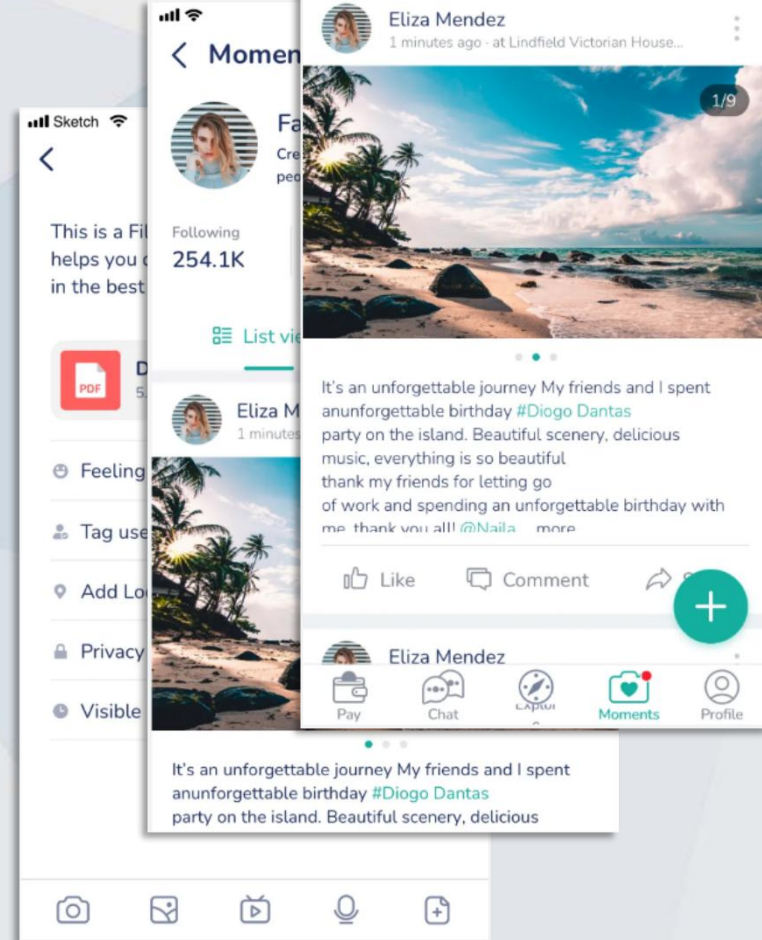 Sketch
This is a Fil
helps you
in the best
PDF
D
5.
Feeling
Tag use
Add Lo
Privacy
Visible
Momen
Fa
Cre
peo
Following
254.1K
List vie
Eliza M
1 minutes
It's an unforgettable journey My friends and I spent
anunforgettable birthday #Diogo Dantas
party on the island. Beautiful scenery, delicious
Eliza Mendez
1 minutes ago · at Lindfield Victorian House...
1/9
It's an unforgettable journey My friends and I spent
anunforgettable birthday #Diogo Dantas
party on the island. Beautiful scenery, delicious
music, everything is so beautiful
thank my friends for letting go
of work and spending an unforgettable birthday with
me, thank you all! @Naila... more
Like
Comment
Eliza Mendez
Pay
Chat
Explor
Moments
Profile